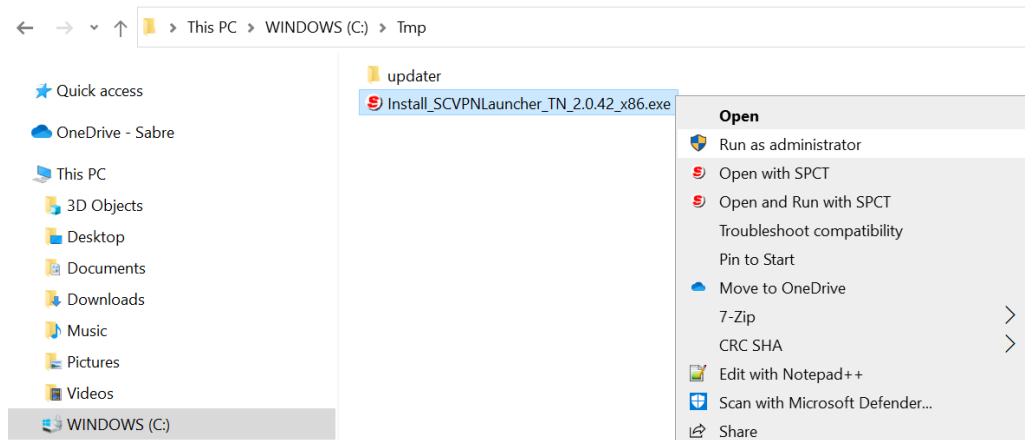 This PC > WINDOWS (C:) > Tmp
Quick access
OneDrive - Sabre
This PC
3D Objects
Desktop
Documents
Downloads
Music
Pictures
Videos
WINDOWS (C:)
updater
Install_SCVPNLauncher_TN_2.0.42_x86.exe
Open
Run as administrator
Open with SPCT
Open and Run with SPCT
Troubleshoot compatibility
Pin to Start
Move to OneDrive
7-Zip
CRC SHA
Edit with Notepad++
Scan with Microsoft Defender...
Share